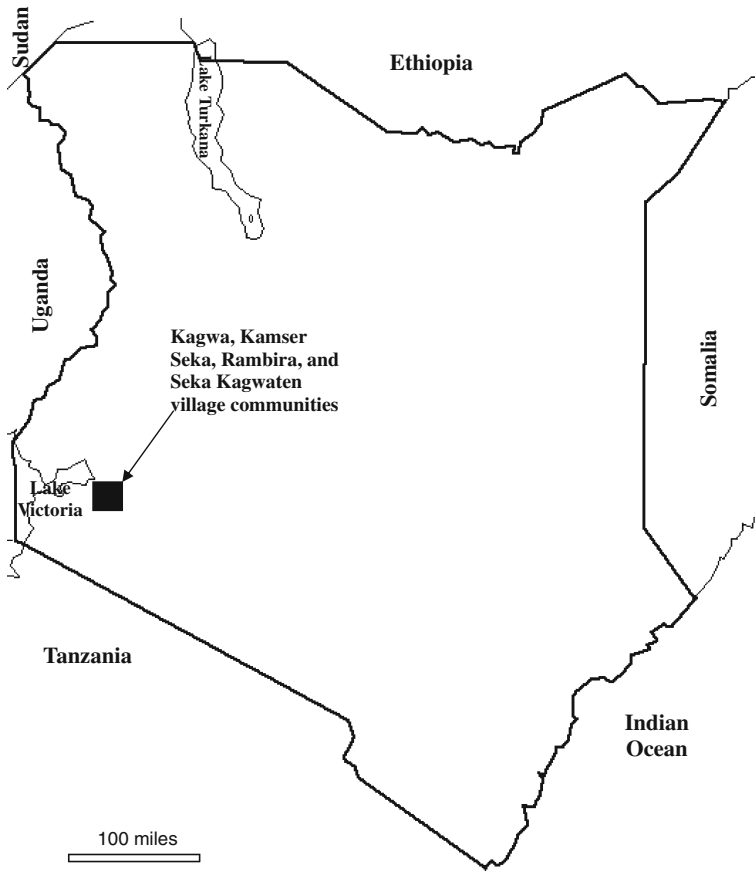 Sudan
Ethiopia
Lake Turkana
Uganda
Kagwa, Kamser
Seka, Rambira, and
Seka Kagwaten
village communities
Somalia
Lake
Victoria
Tanzania
Indian
Ocean
100 miles